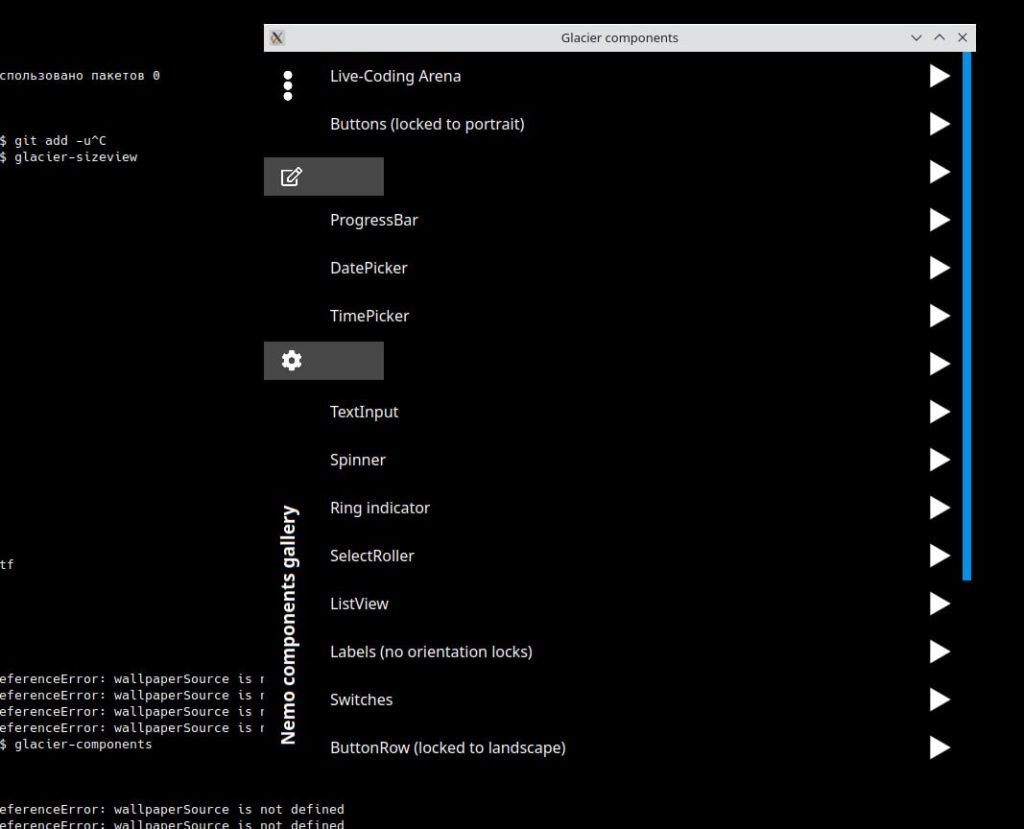 Glacier components
спользовано пакетов 0
$ git add -u^C
$ glacier-sizeview
tf
eferenceError: wallpaperSource is
eferenceError: wallpaperSource is
eferenceError: wallpaperSource is
eferenceError: wallpaperSource is
$ glacier-components
eferenceError: wallpaperSource is not defined
eferenceError: wallpaperSource is not defined
Nemo components gallery
Live-Coding Arena
Buttons (locked to portrait)
ProgressBar
DatePicker
TimePicker
TextInput
Spinner
Ring indicator
SelectRoller
ListView
Labels (no orientation locks)
Switches
ButtonRow (locked to landscape)